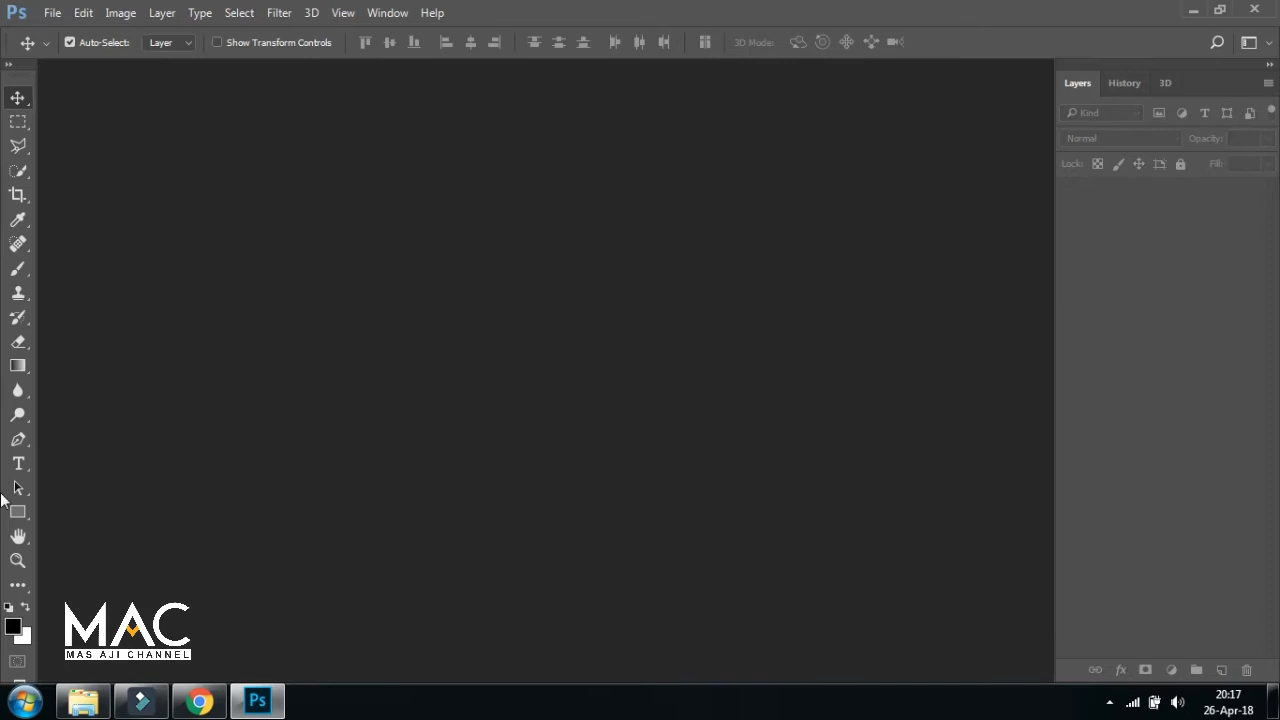 Ps File Edit Image Layer Type Select Filter 3D View Window Help
Auto-Select: Layer Show Transform Controls 3D Mode:
Layers History 3D
Kind
Normal Opacity:
Lock: Fill:
MAC
MAS AJI CHANNEL
Ps
20:17
26-Apr-18